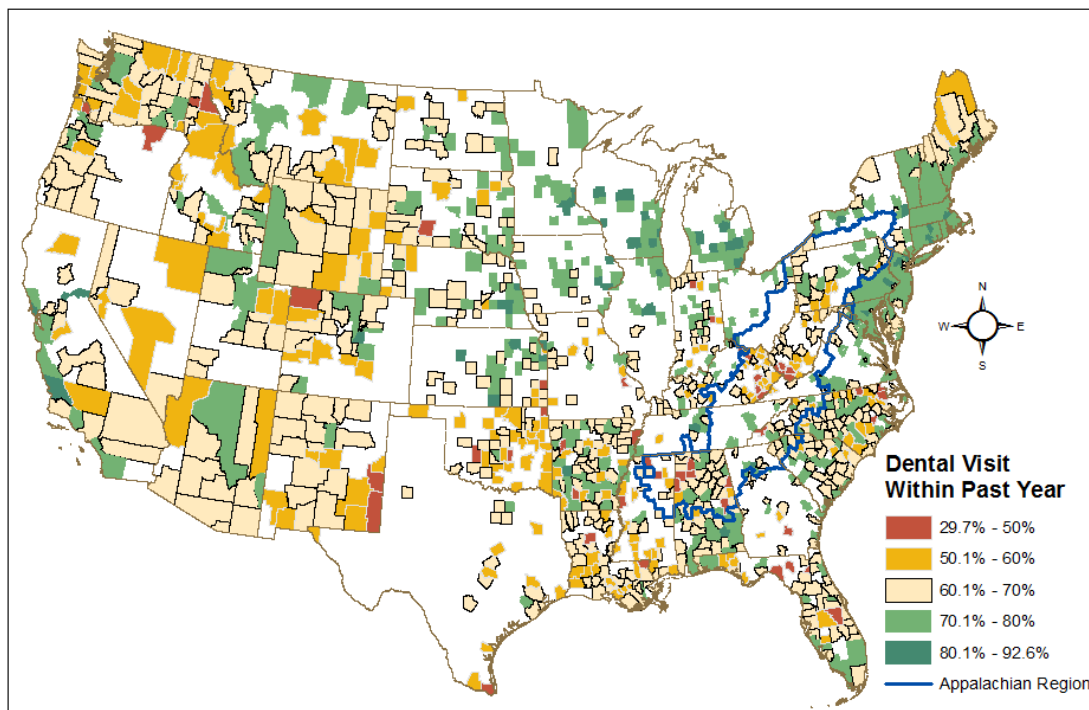 N
W E
S
Dental Visit
Within Past Year
29.7% - 50%
50.1% - 60%
60.1% - 70%
70.1% - 80%
80.1% - 92.6%
Appalachian Region